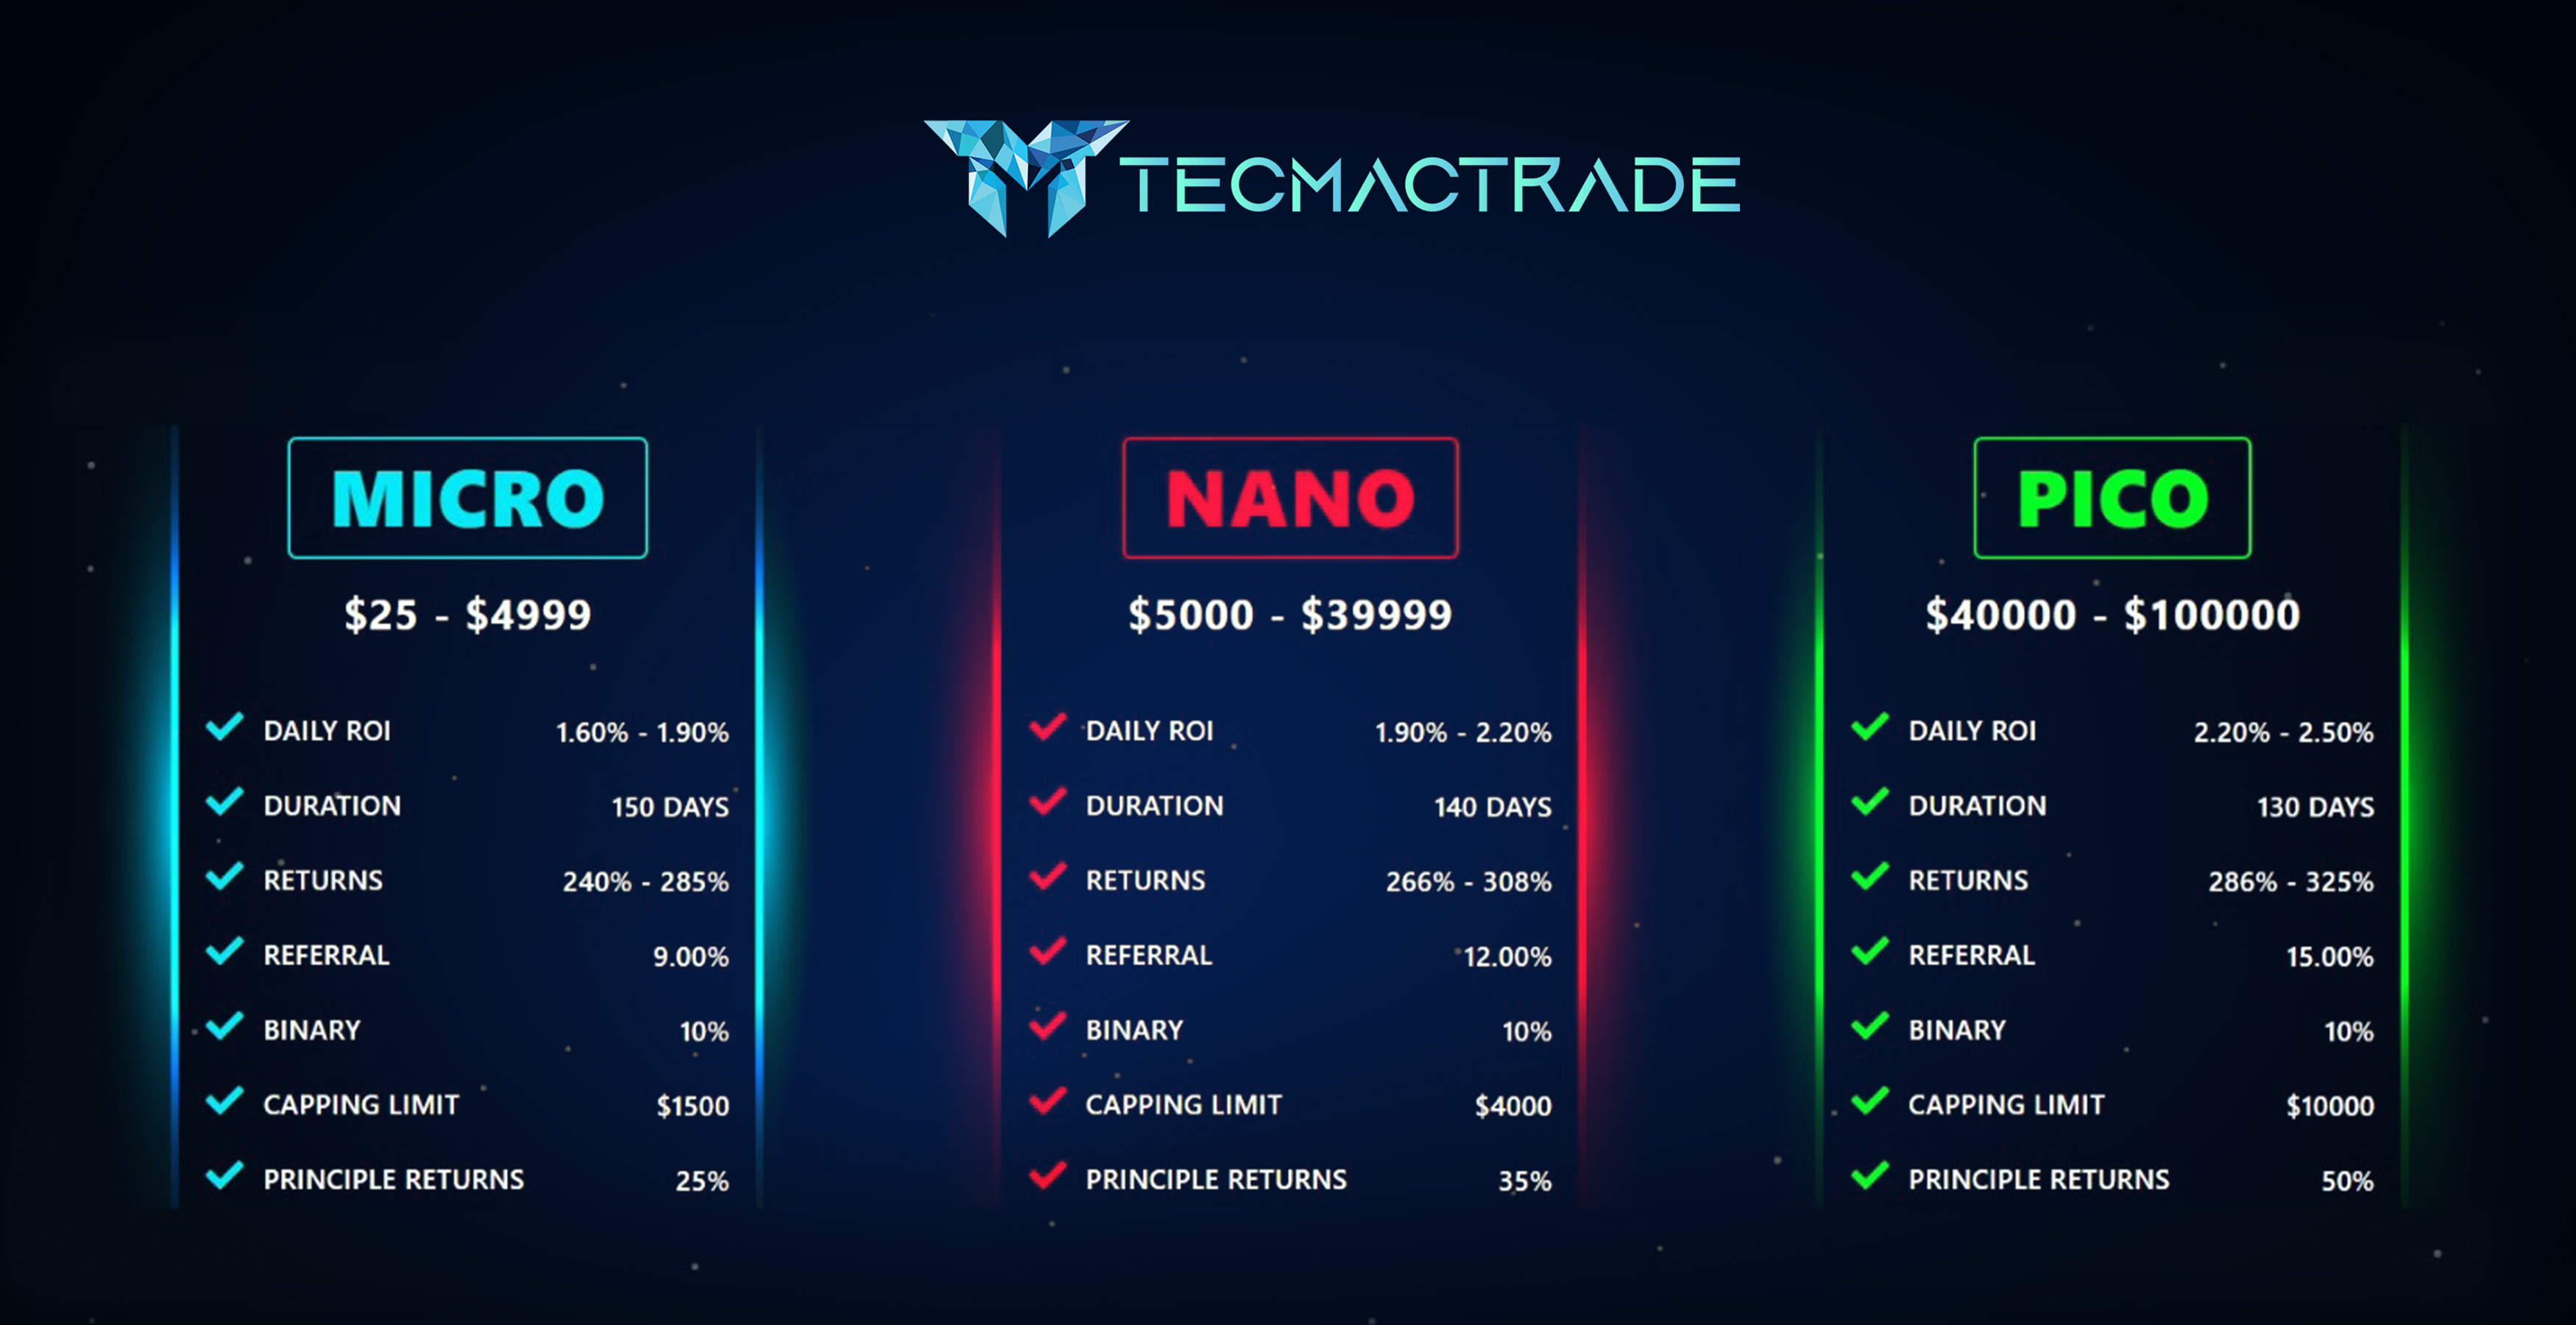 TECMACTRADE
MICRO
$25 - $4999
DAILY ROI 1.60% - 1.90%
DURATION 150 DAYS
RETURNS 240% - 285%
REFERRAL 9.00%
BINARY 10%
CAPPING LIMIT $1500
PRINCIPLE RETURNS 25%
NANO
$5000 - $39999
DAILY ROI 1.90% - 2.20%
DURATION 140 DAYS
RETURNS 266% - 308%
REFERRAL 12.00%
BINARY 10%
CAPPING LIMIT $4000
PRINCIPLE RETURNS 35%
PICO
$40000 - $100000
DAILY ROI 2.20% - 2.50%
DURATION 130 DAYS
RETURNS 286% - 325%
REFERRAL 15.00%
BINARY 10%
CAPPING LIMIT $10000
PRINCIPLE RETURNS 50%